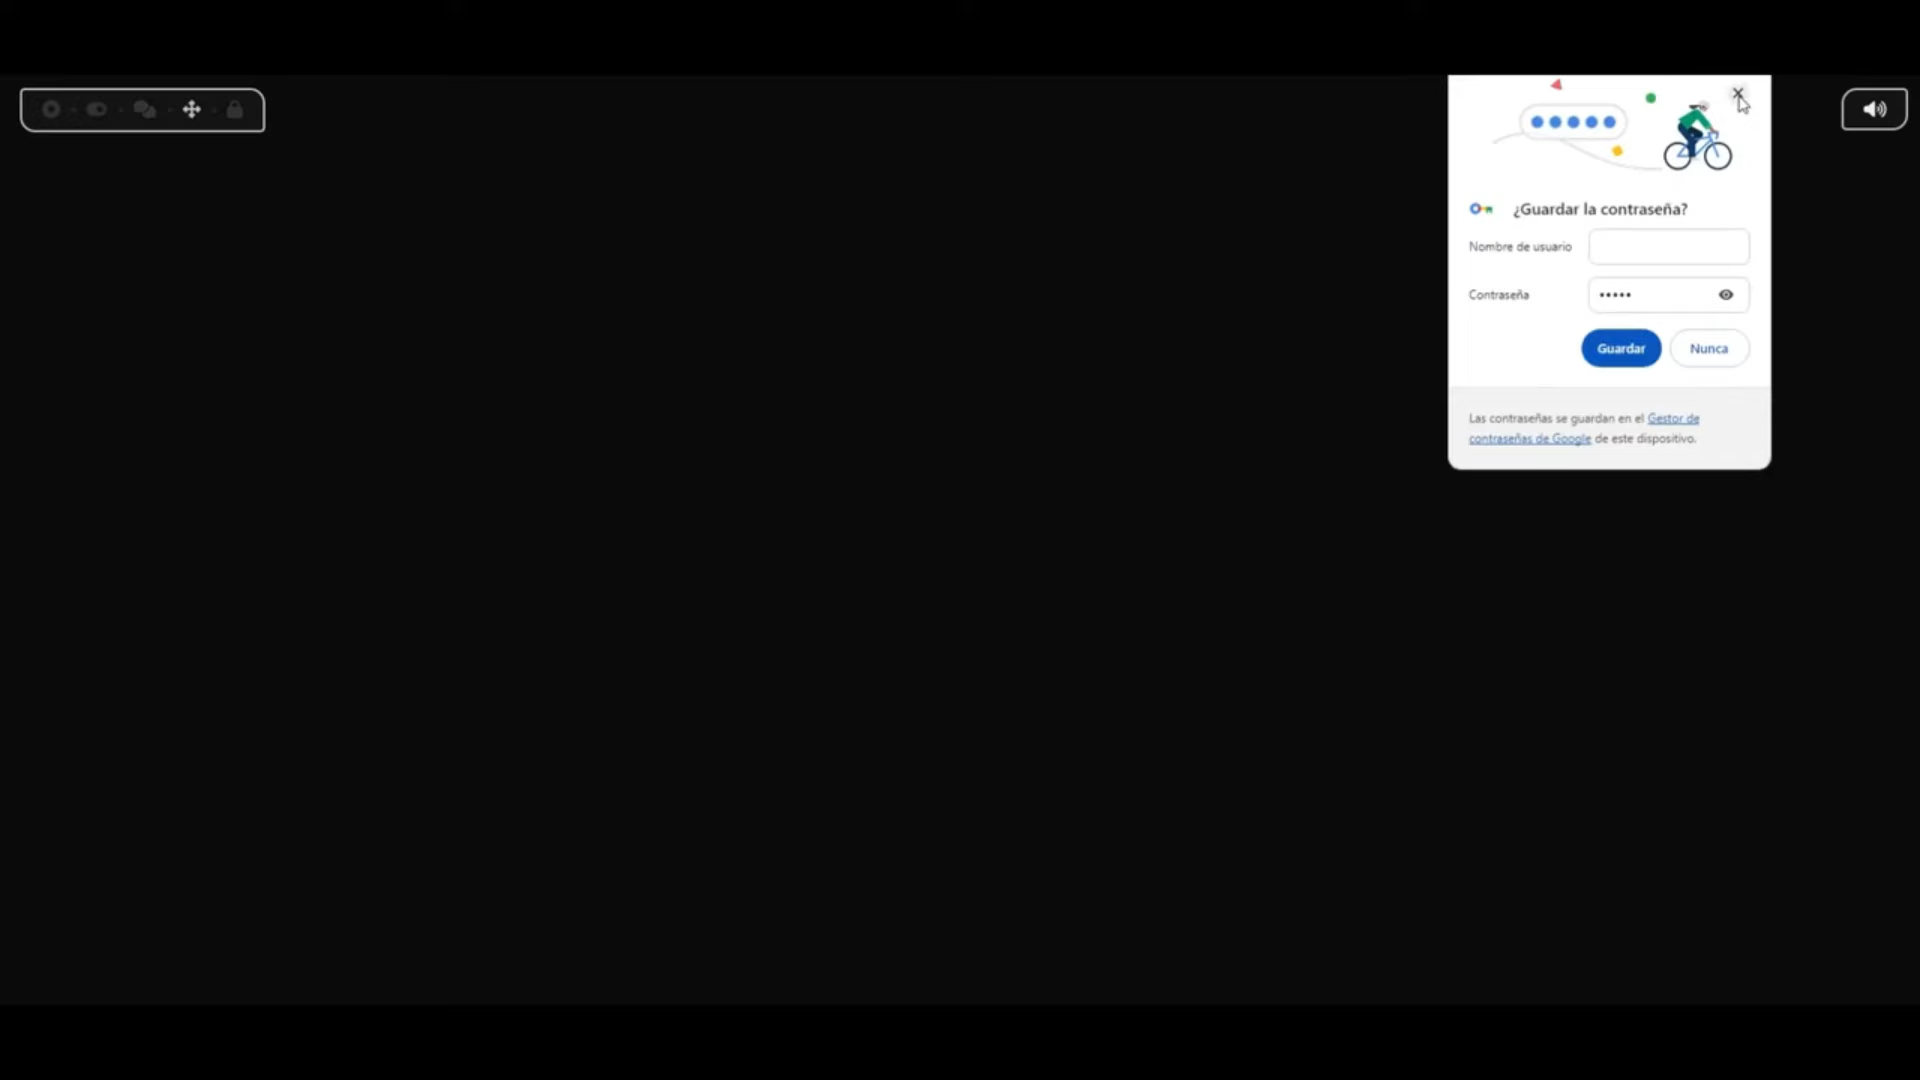 ¿Guardar la contraseña?
Nombre de usuario
Contraseña •••••
Guardar Nunca
Las contraseñas se guardan en el Gestor de
contraseñas de Google de este dispositivo.